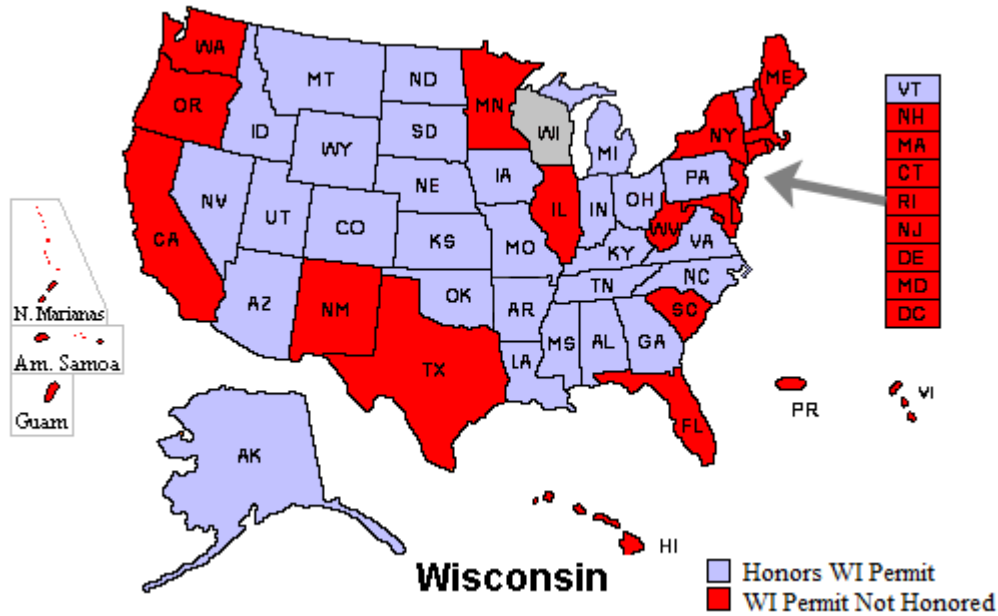 WA
OR
CA
MT
ID
WY
NV
UT
CO
AZ
NM
ND
SD
NE
KS
OK
TX
MN
IA
MO
AR
LA
WI
IL
MI
IN
OH
KY
TN
MS
AL
GA
FL
SC
NC
VA
WV
PA
NY
ME
VT
NH
MA
CT
RI
NJ
DE
MD
DC
N. Marianas
Am. Samoa
Guam
AK
HI
PR
VI
Wisconsin
Honors WI Permit
WI Permit Not Honored